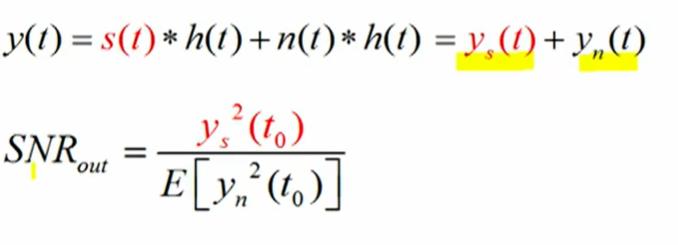 y(t) = s(t) * h(t) + n(t) * h(t) = y_s(t) + y_n(t)
SNR_out = y_s^2(t_0) / E[y_n^2(t_0)]